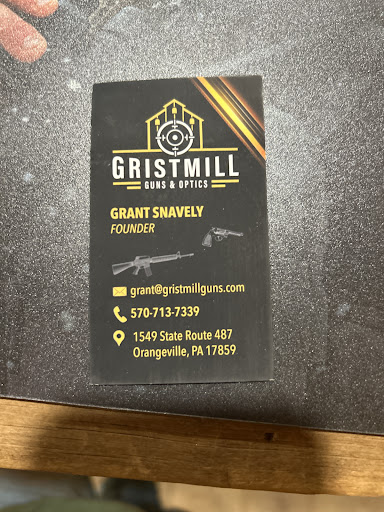 GRISTMILL
GUNS & OPTICS
GRANT SNAVELY
FOUNDER
grant@gristmillguns.com
570-713-7339
1549 State Route 487
Orangeville, PA 17859